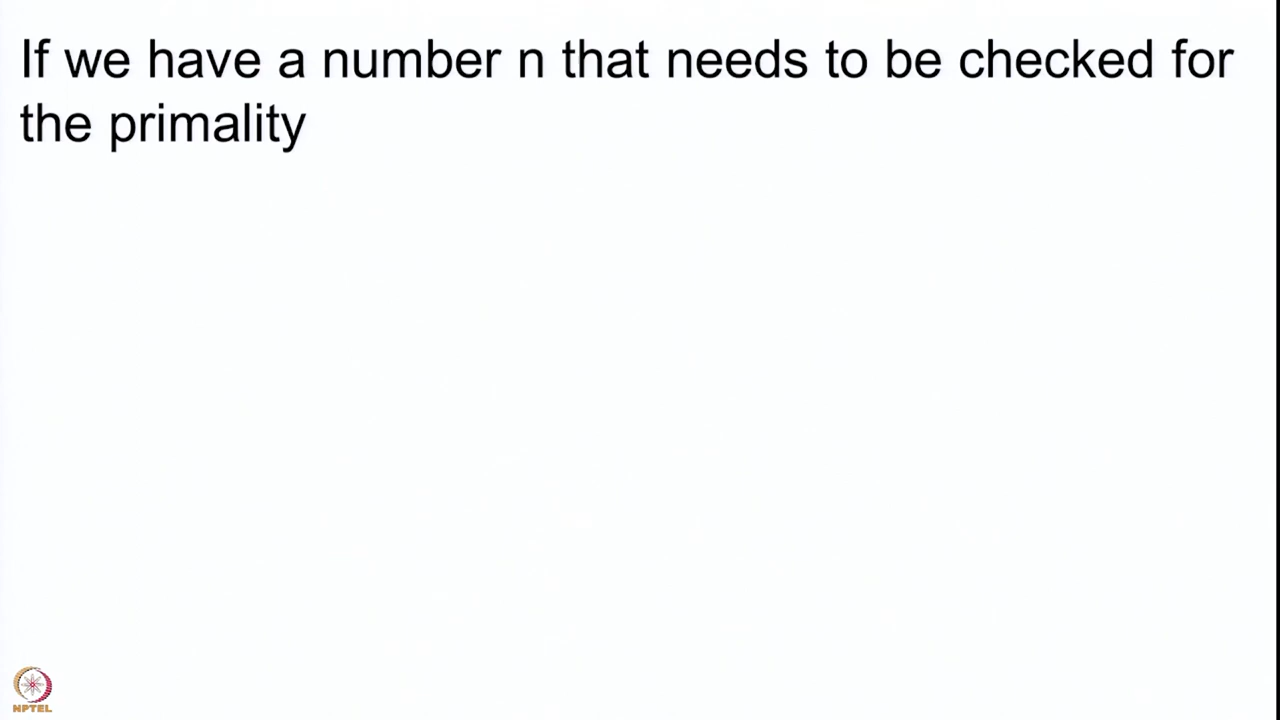 If we have a number n that needs to be checked for
the primality
NPTEL